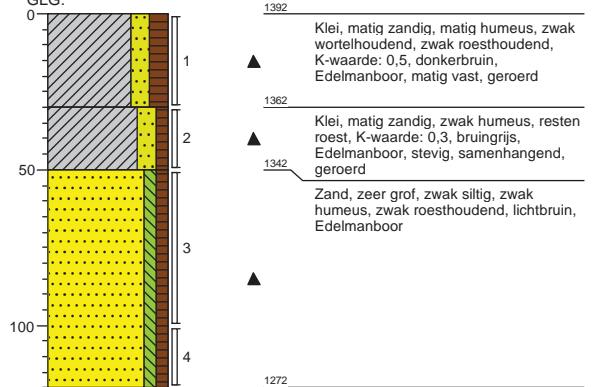 GLG:
0
1392
1
Klei, matig zandig, matig humeus, zwak
wortelhoudend, zwak roesthoudend,
K-waarde: 0,5, donkerbruin,
Edelmanboor, matig vast, geroerd
1362
2
Klei, matig zandig, zwak humeus, resten
roest, K-waarde: 0,3, bruingrijs,
Edelmanboor, stevig, samenhangend,
geroerd
50
1342
Zand, zeer grof, zwak siltig, zwak
humeus, zwak roesthoudend, lichtbruin,
Edelmanboor
3
100
4
1272